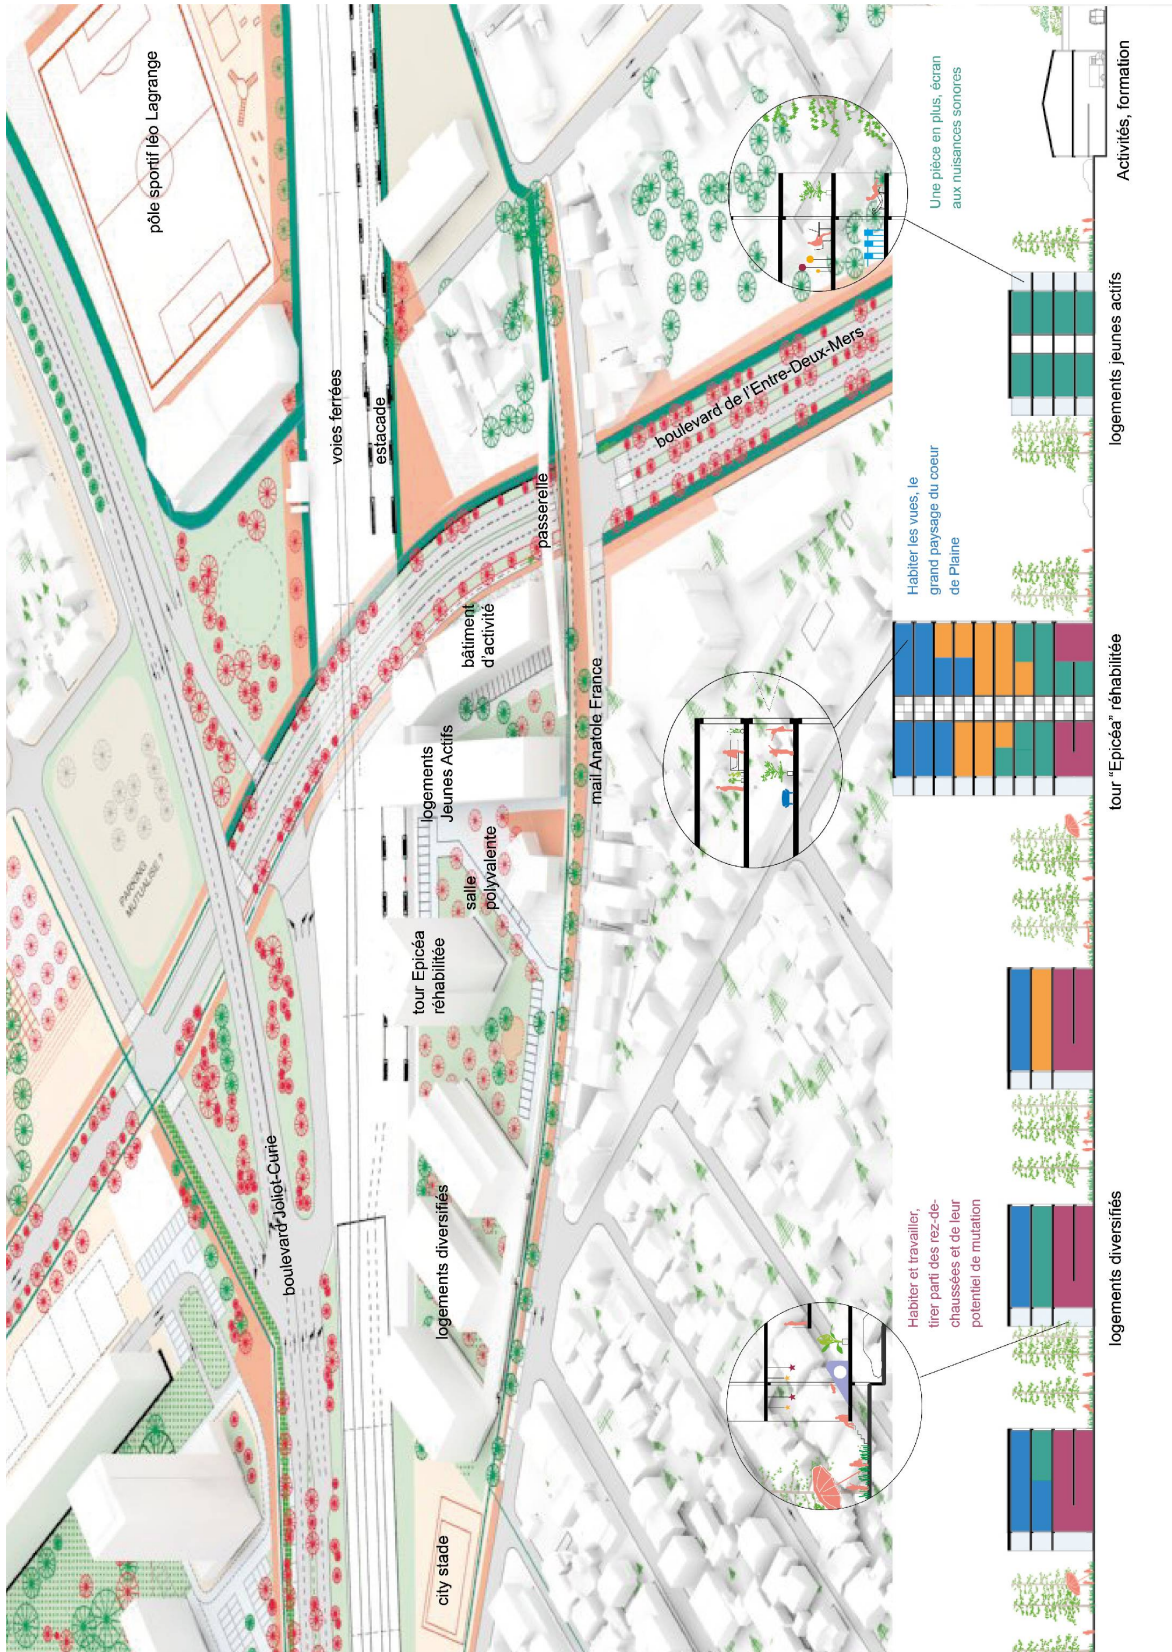 pôle sportif léo Lagrange
voies ferrées
estacade
boulevard de l'Entre-Deux-Mers
passerelle
bâtiment
d'activité
mail Anatole France
logements
Jeunes Actifs
salle
polyvalente
tour Epicéa
réhabilitée
PARKING
MUTUALISE ?
boulevard Joliot-Curie
logements diversifiés
city stade
Habiter et travailler,
tirer parti des rez-de-
chaussées et de leur
potentiel de mutation
Habiter les vues, le
grand paysage du coeur
de Plaine
Une pièce en plus, écran
aux nuisances sonores
logements diversifiés
tour "Epicéa" réhabilitée
logements jeunes actifs
Activités, formation